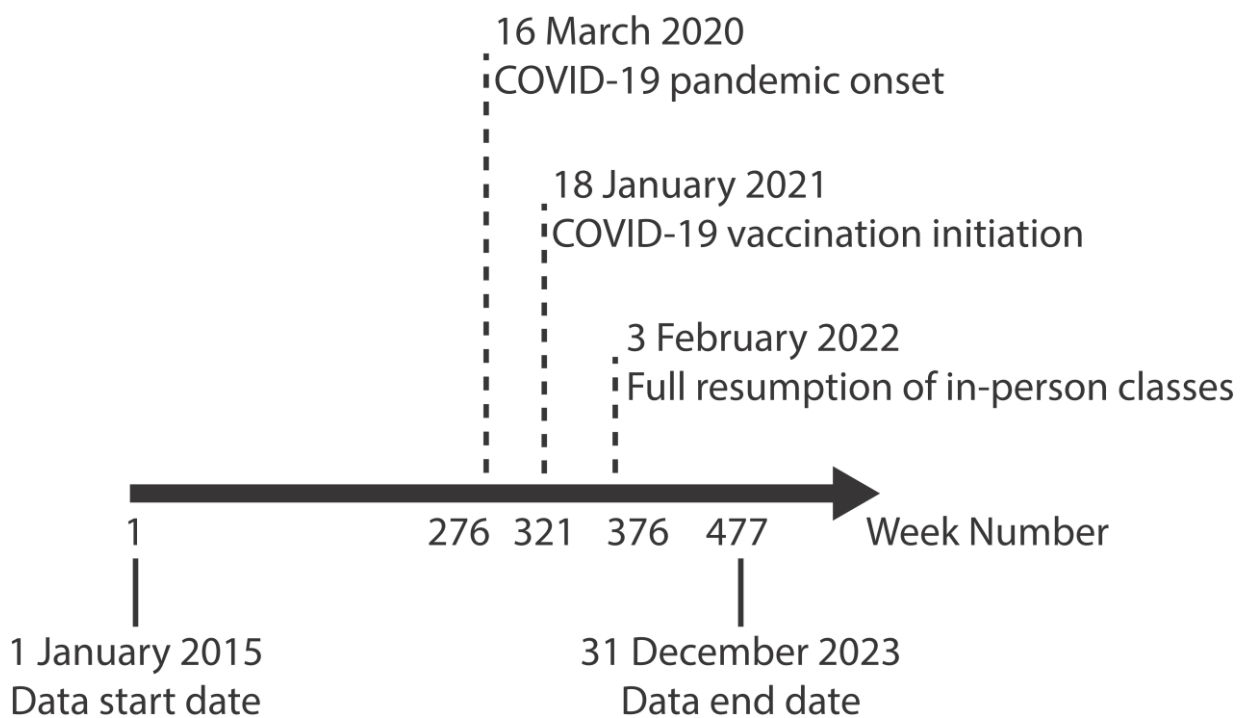 16 March 2020
COVID-19 pandemic onset
18 January 2021
COVID-19 vaccination initiation
3 February 2022
Full resumption of in-person classes
1 276 321 376 477 Week Number
1 January 2015
Data start date
31 December 2023
Data end date